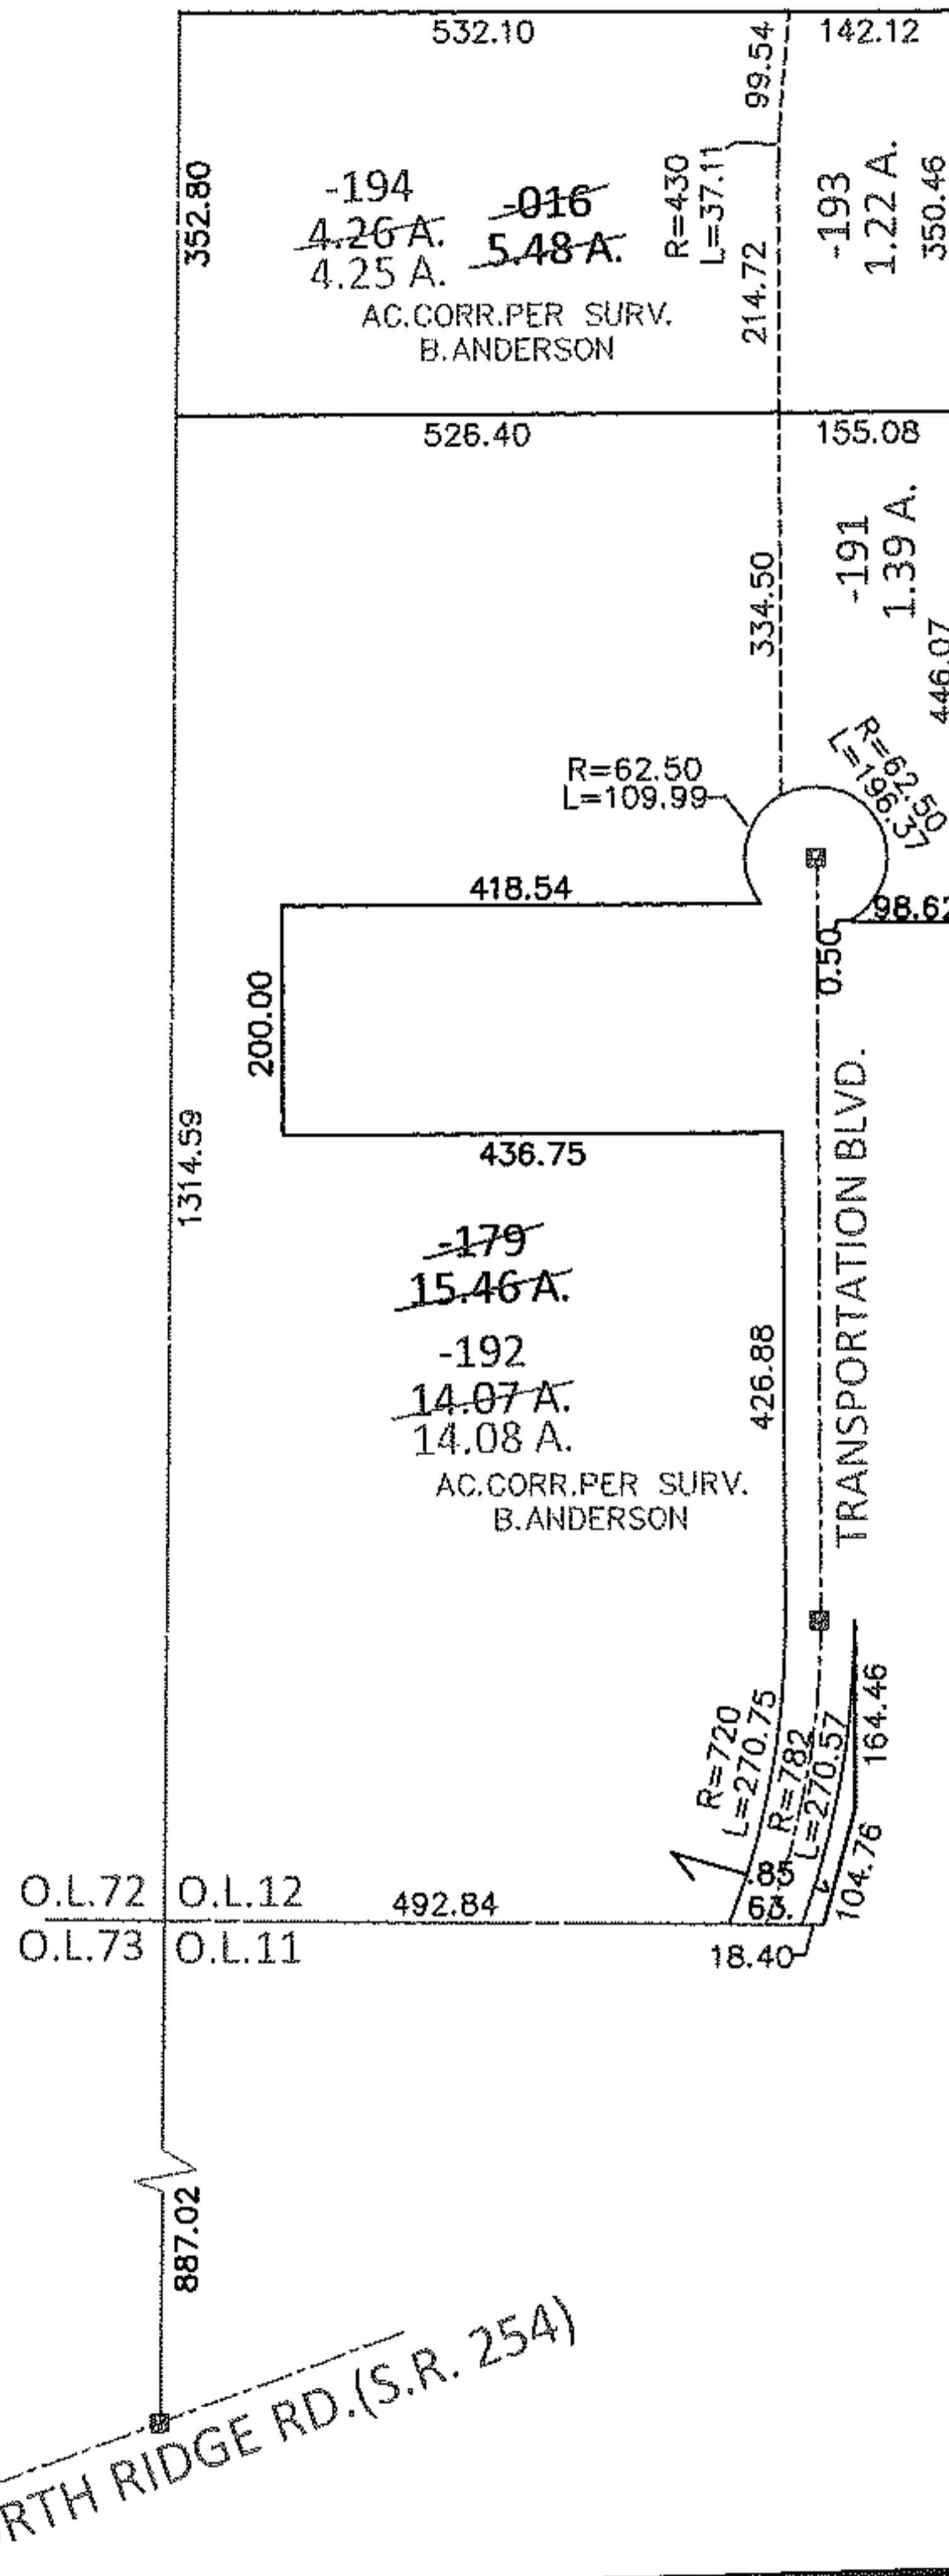 532.10
142.12
99.54
352.80
-194
4.26 A.
4.25 A.
-016
5.48 A.
AC.CORR.PER SURV.
B.ANDERSON
R=430
L=37.11
214.72
-193
1.22 A.
350.46
526.40
155.08
334.50
-191
1.39 A.
446.07
R=62.50
L=109.99
R=62.50
L=196.37
418.54
98.62
0.50
200.00
436.75
1314.59
TRANSPORTATION BLVD.
-179
15.46 A.
-192
14.07 A.
14.08 A.
AC.CORR.PER SURV.
B.ANDERSON
426.88
R=720
L=270.75
R=782
L=270.57
164.46
104.76
O.L.72
O.L.12
492.84
.85
63.
O.L.73
O.L.11
18.40
887.02
RTH RIDGE RD.(S.R. 254)